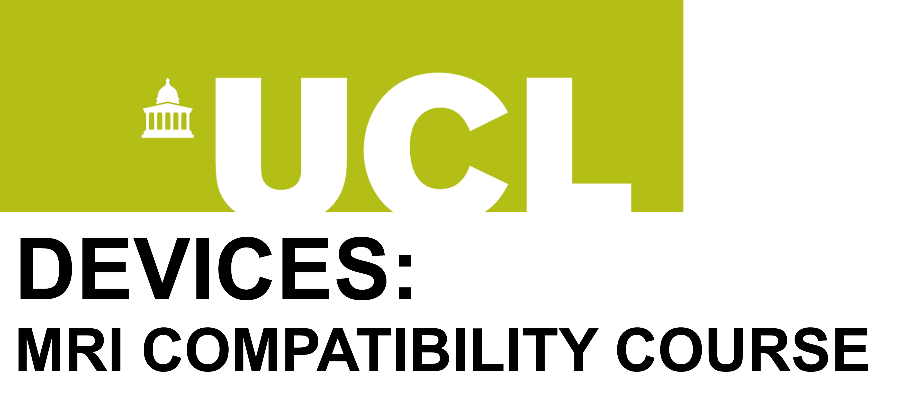 UCL
DEVICES:
MRI COMPATIBILITY COURSE